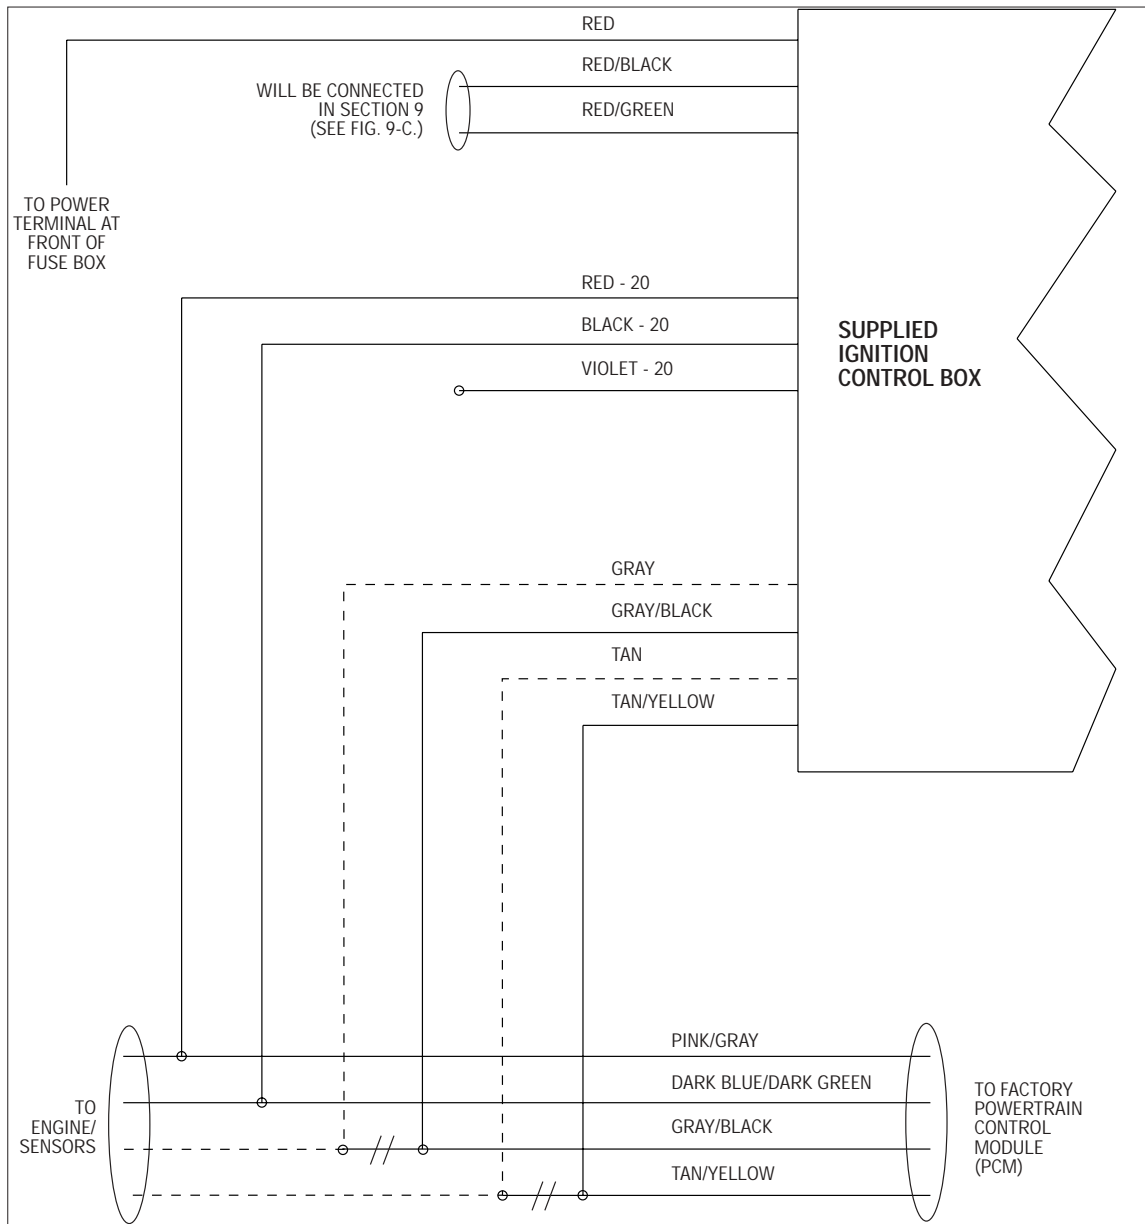 RED
RED/BLACK
WILL BE CONNECTED
IN SECTION 9
(SEE FIG. 9-C.)
RED/GREEN
TO POWER
TERMINAL AT
FRONT OF
FUSE BOX
RED - 20
BLACK - 20
VIOLET - 20
SUPPLIED
IGNITION
CONTROL BOX
GRAY
GRAY/BLACK
TAN
TAN/YELLOW
TO
ENGINE/
SENSORS
PINK/GRAY
DARK BLUE/DARK GREEN
GRAY/BLACK
TAN/YELLOW
TO FACTORY
POWERTRAIN
CONTROL
MODULE
(PCM)